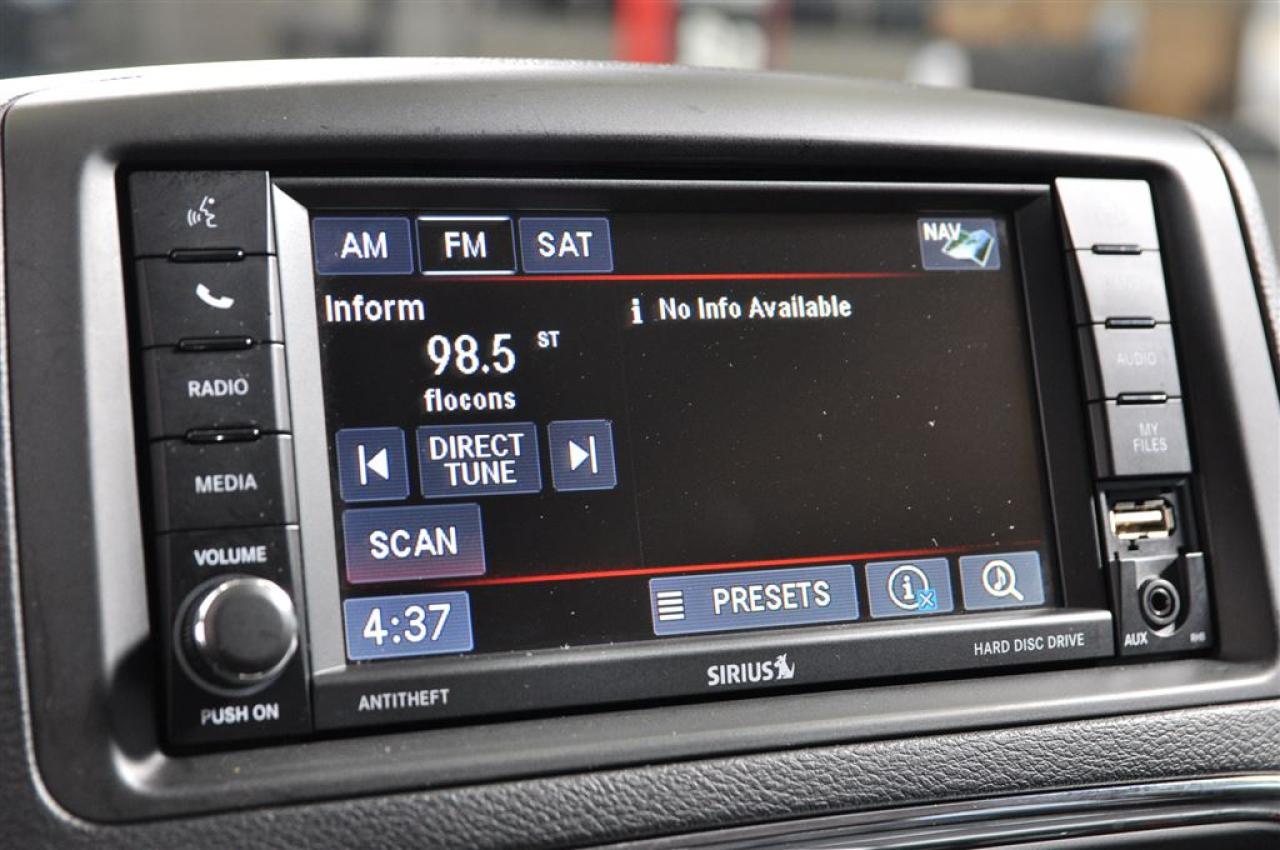 AM FM SAT NAV
Inform
i No Info Available
98.5 ST
flocons
DIRECT
TUNE
SCAN
4:37
PRESETS
i
RADIO
MEDIA
VOLUME
PUSH ON
AUDIO
MY
FILES
AUX
RHB
ANTITHEFT
SIRIUS
HARD DISC DRIVE